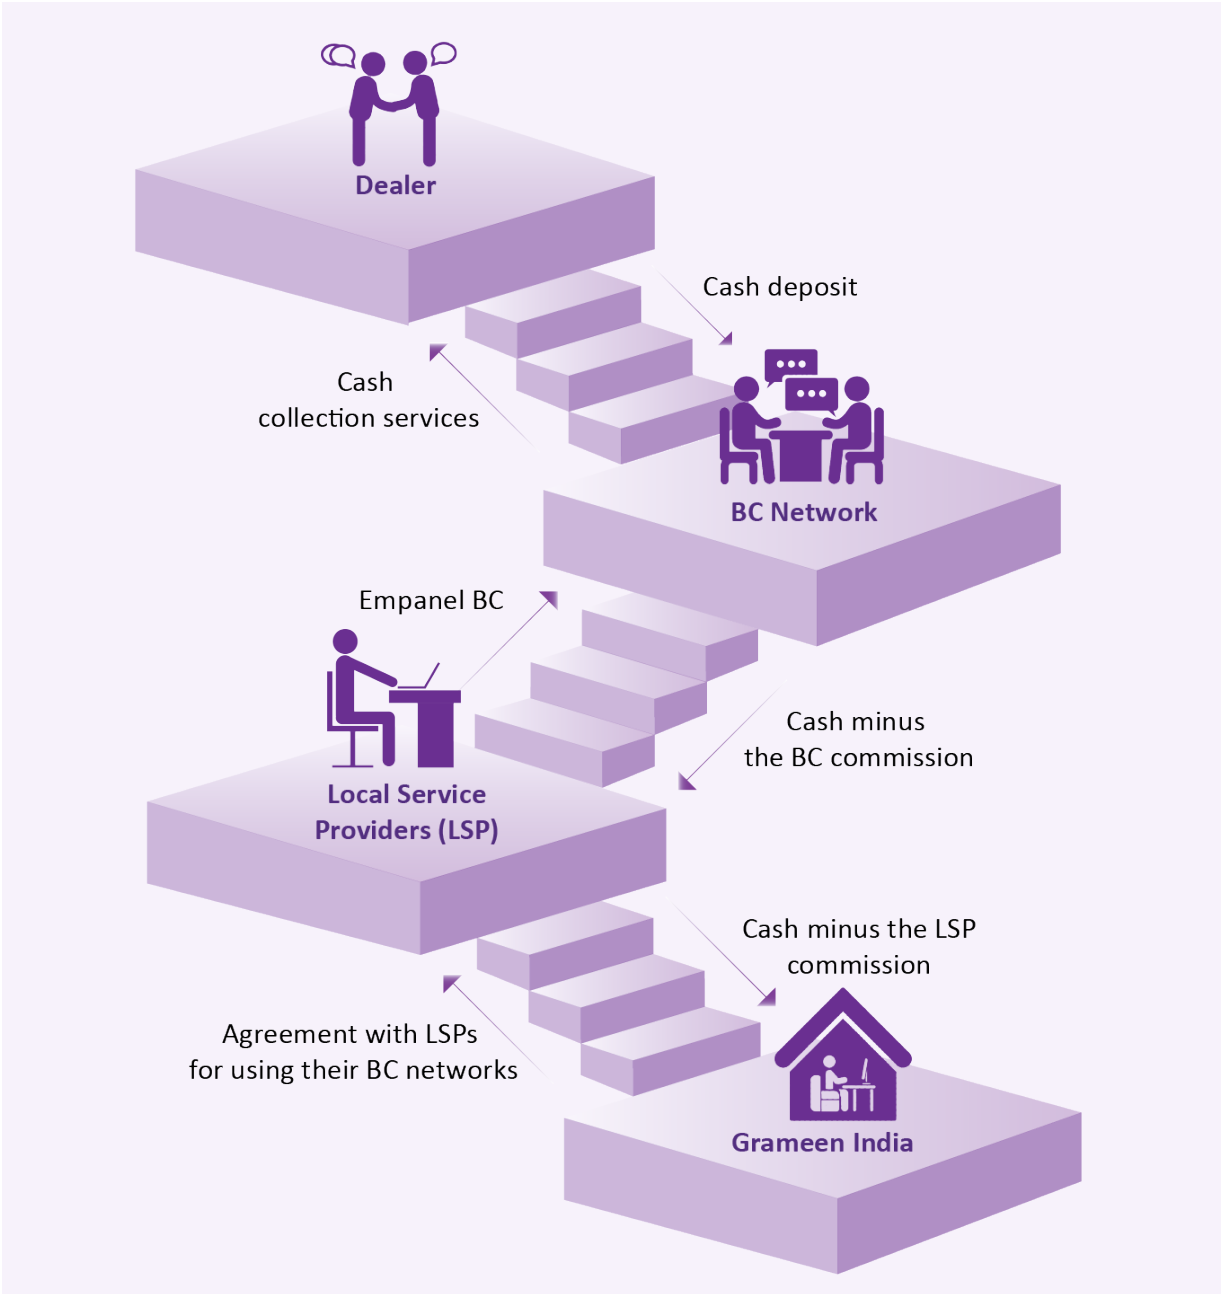 Dealer
Cash deposit
Cash
collection services
BC Network
Empanel BC
Cash minus
the BC commission
Local Service
Providers (LSP)
Cash minus the LSP
commission
Agreement with LSPs
for using their BC networks
Grameen India